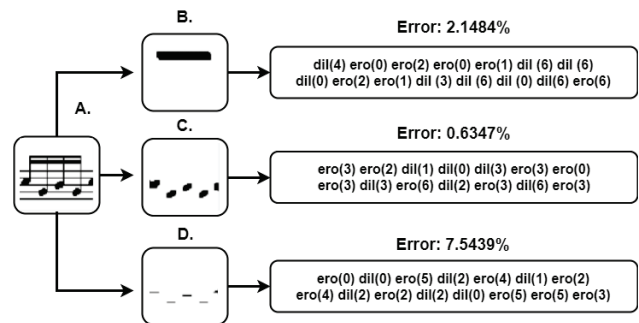 B.
Error: 2.1484%
dil(4) ero(0) ero(2) ero(0) ero(1) dil (6) dil (6)
dil(0) ero(2) ero(1) dil (3) dil (6) dil (0) dil(6) ero(6)
A.
C.
Error: 0.6347%
ero(3) ero(2) dil(1) dil(0) dil(3) ero(3) ero(0)
ero(3) dil(3) ero(6) dil(2) ero(3) dil(6) ero(3)
D.
Error: 7.5439%
ero(0) dil(0) ero(5) dil(2) ero(4) dil(1) ero(2)
ero(4) dil(2) ero(2) dil(2) dil(0) ero(5) ero(5) ero(3)